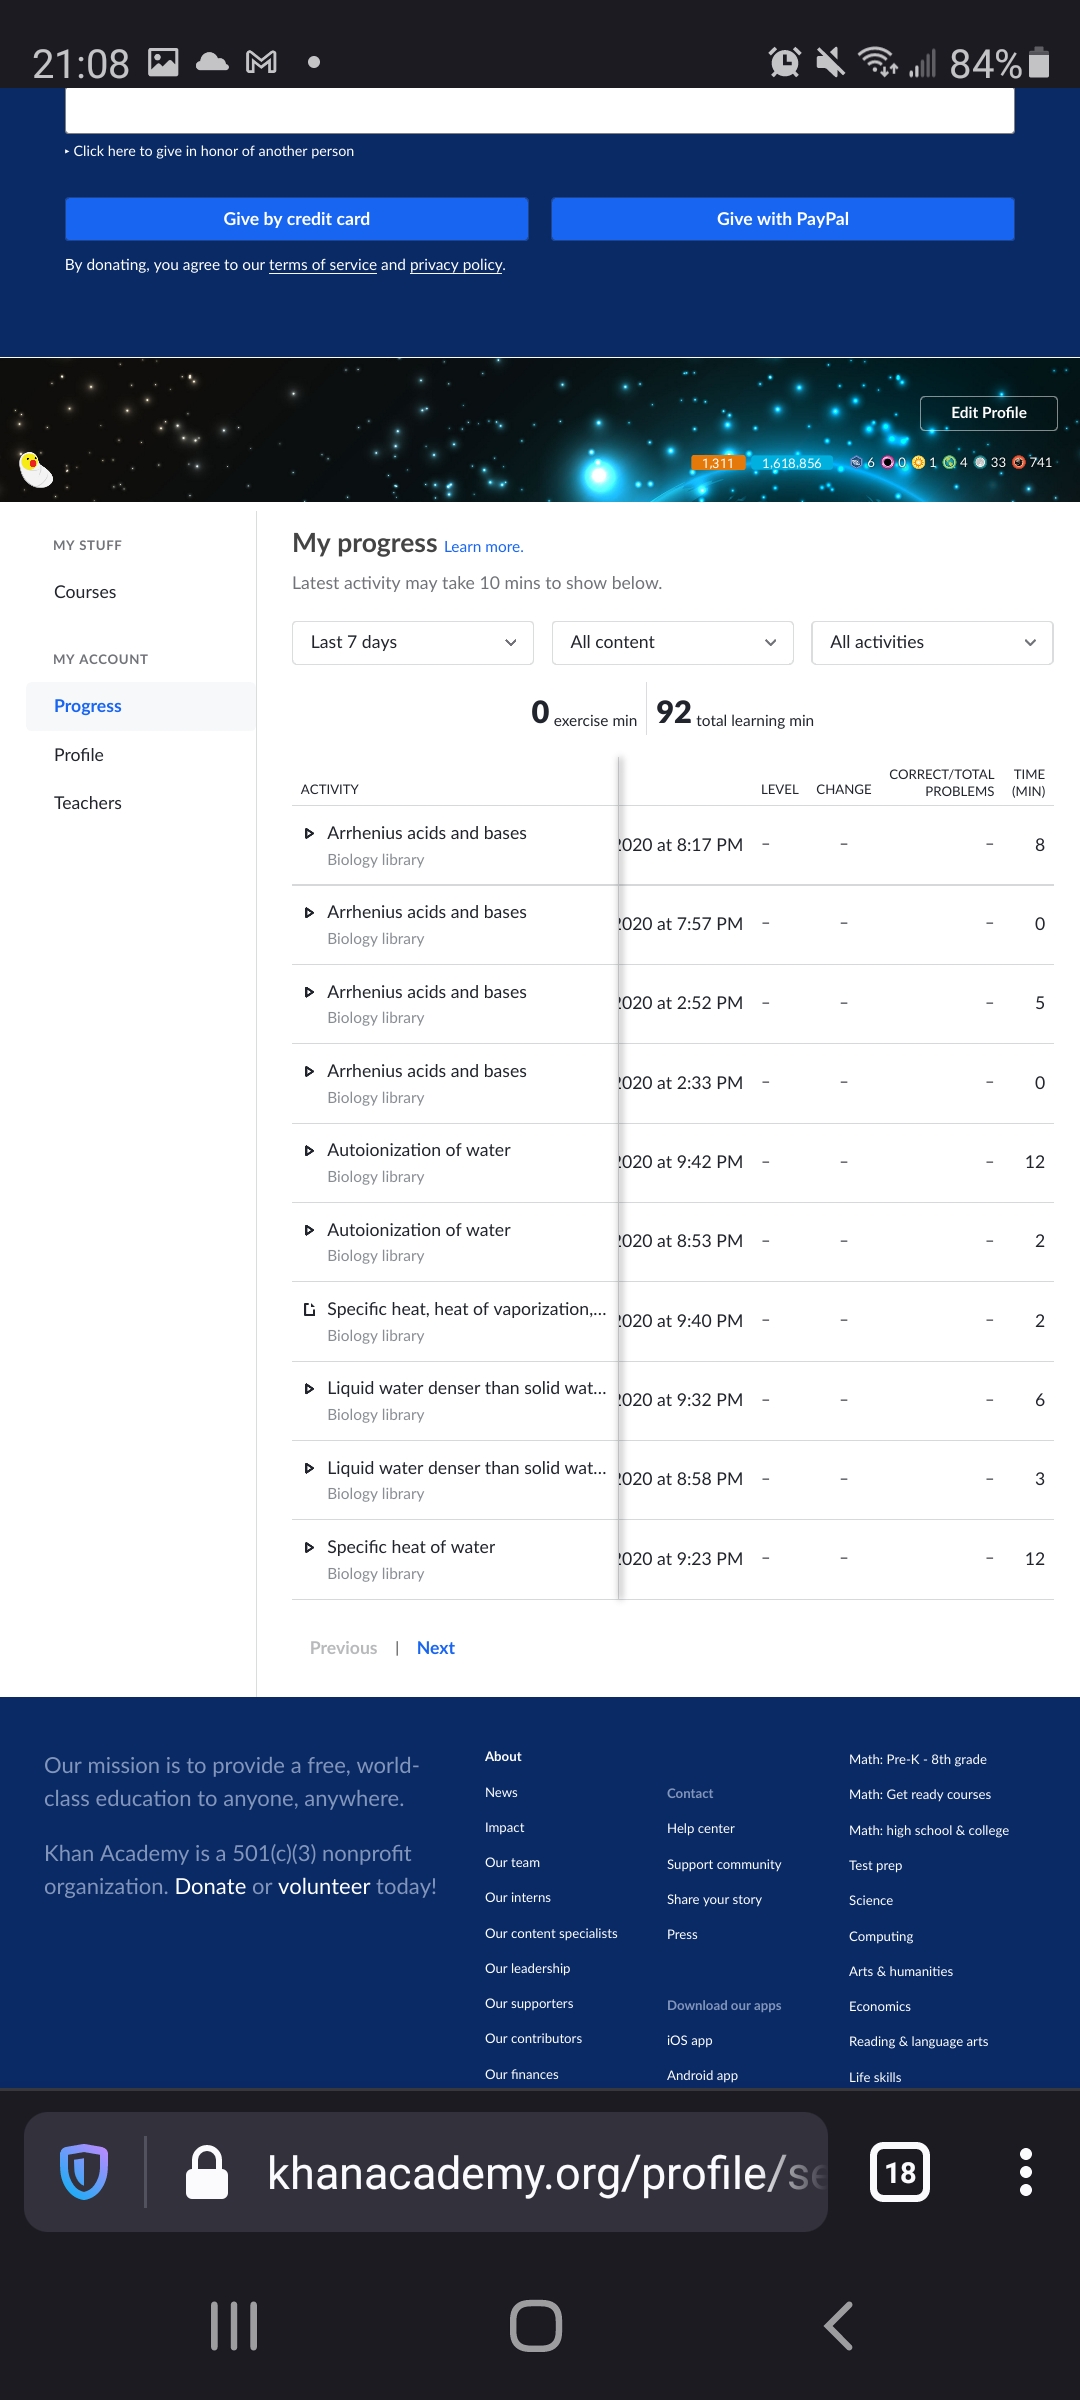 21:08 84%
▸ Click here to give in honor of another person
Give by credit card Give with PayPal
By donating, you agree to our terms of service and privacy policy.
Edit Profile
1,311 1,618,856 6 0 1 4 33 741
MY STUFF
Courses
MY ACCOUNT
Progress
Profile
Teachers
My progress Learn more.
Latest activity may take 10 mins to show below.
Last 7 days All content All activities
0 exercise min 92 total learning min
ACTIVITY LEVEL CHANGE CORRECT/TOTAL PROBLEMS TIME (MIN)
Arrhenius acids and bases
Biology library
2020 at 8:17 PM – – – 8
Arrhenius acids and bases
Biology library
2020 at 7:57 PM – – – 0
Arrhenius acids and bases
Biology library
2020 at 2:52 PM – – – 5
Arrhenius acids and bases
Biology library
2020 at 2:33 PM – – – 0
Autoionization of water
Biology library
2020 at 9:42 PM – – – 12
Autoionization of water
Biology library
2020 at 8:53 PM – – – 2
Specific heat, heat of vaporization,...
Biology library
2020 at 9:40 PM – – – 2
Liquid water denser than solid wat...
Biology library
2020 at 9:32 PM – – – 6
Liquid water denser than solid wat...
Biology library
2020 at 8:58 PM – – – 3
Specific heat of water
Biology library
2020 at 9:23 PM – – – 12
Previous | Next
Our mission is to provide a free, world-
class education to anyone, anywhere.
Khan Academy is a 501(c)(3) nonprofit
organization. Donate or volunteer today!
About
News
Impact
Our team
Our interns
Our content specialists
Our leadership
Our supporters
Our contributors
Our finances
Contact
Help center
Support community
Share your story
Press
Download our apps
iOS app
Android app
Math: Pre-K - 8th grade
Math: Get ready courses
Math: high school & college
Test prep
Science
Computing
Arts & humanities
Economics
Reading & language arts
Life skills
khanacademy.org/profile/se
18